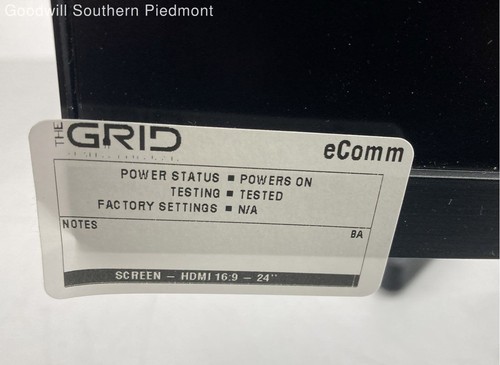 Goodwill Southern Piedmont
THE GRID
eComm
POWER STATUS ▪ POWERS ON
TESTING ▪ TESTED
FACTORY SETTINGS ▪ N/A
NOTES
BA
SCREEN – HDMI 16:9 – 24"